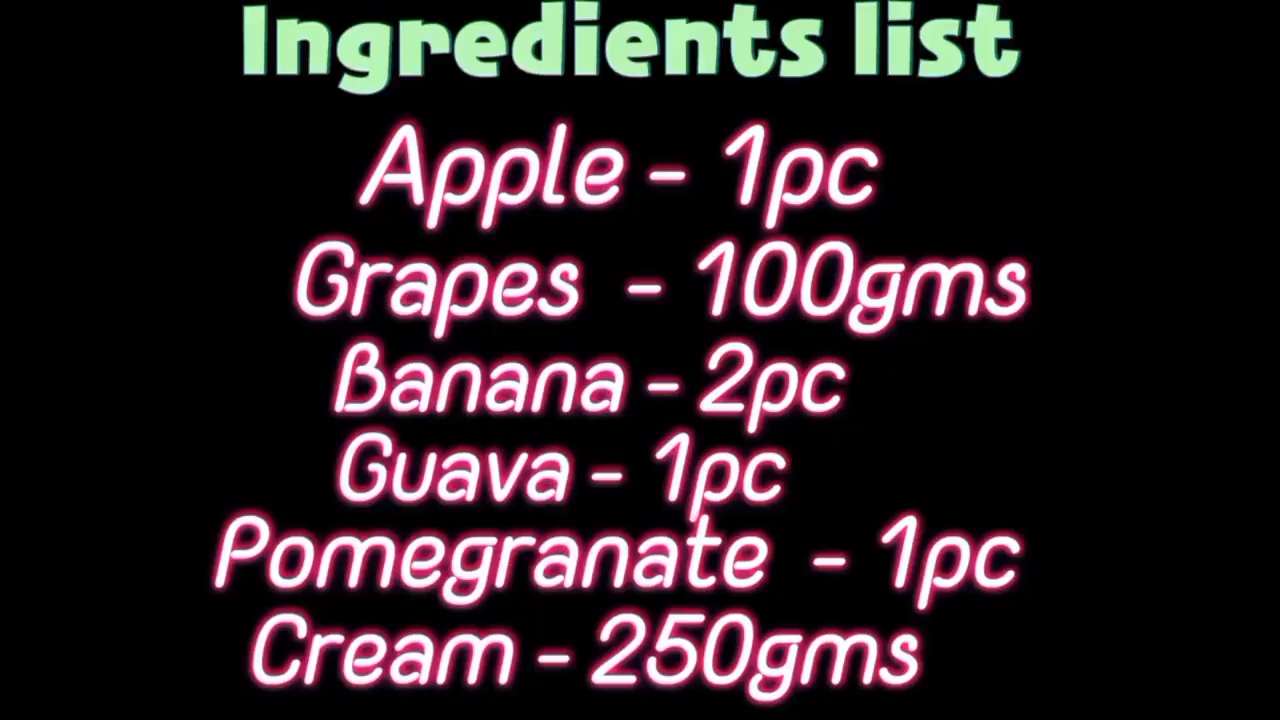 Ingredients list
Apple - 1pc
Grapes - 100gms
Banana - 2pc
Guava - 1pc
Pomegranate - 1pc
Cream - 250gms